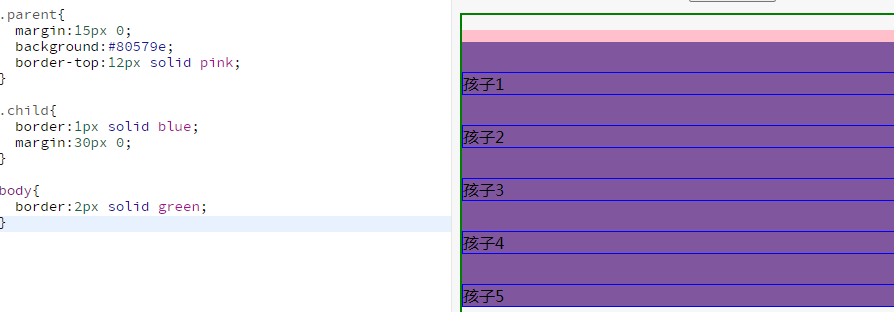 .parent{
margin:15px 0;
background:#80579e;
border-top:12px solid pink;
}
.child{
border:1px solid blue;
margin:30px 0;
}
body{
border:2px solid green;
}
孩子1
孩子2
孩子3
孩子4
孩子5